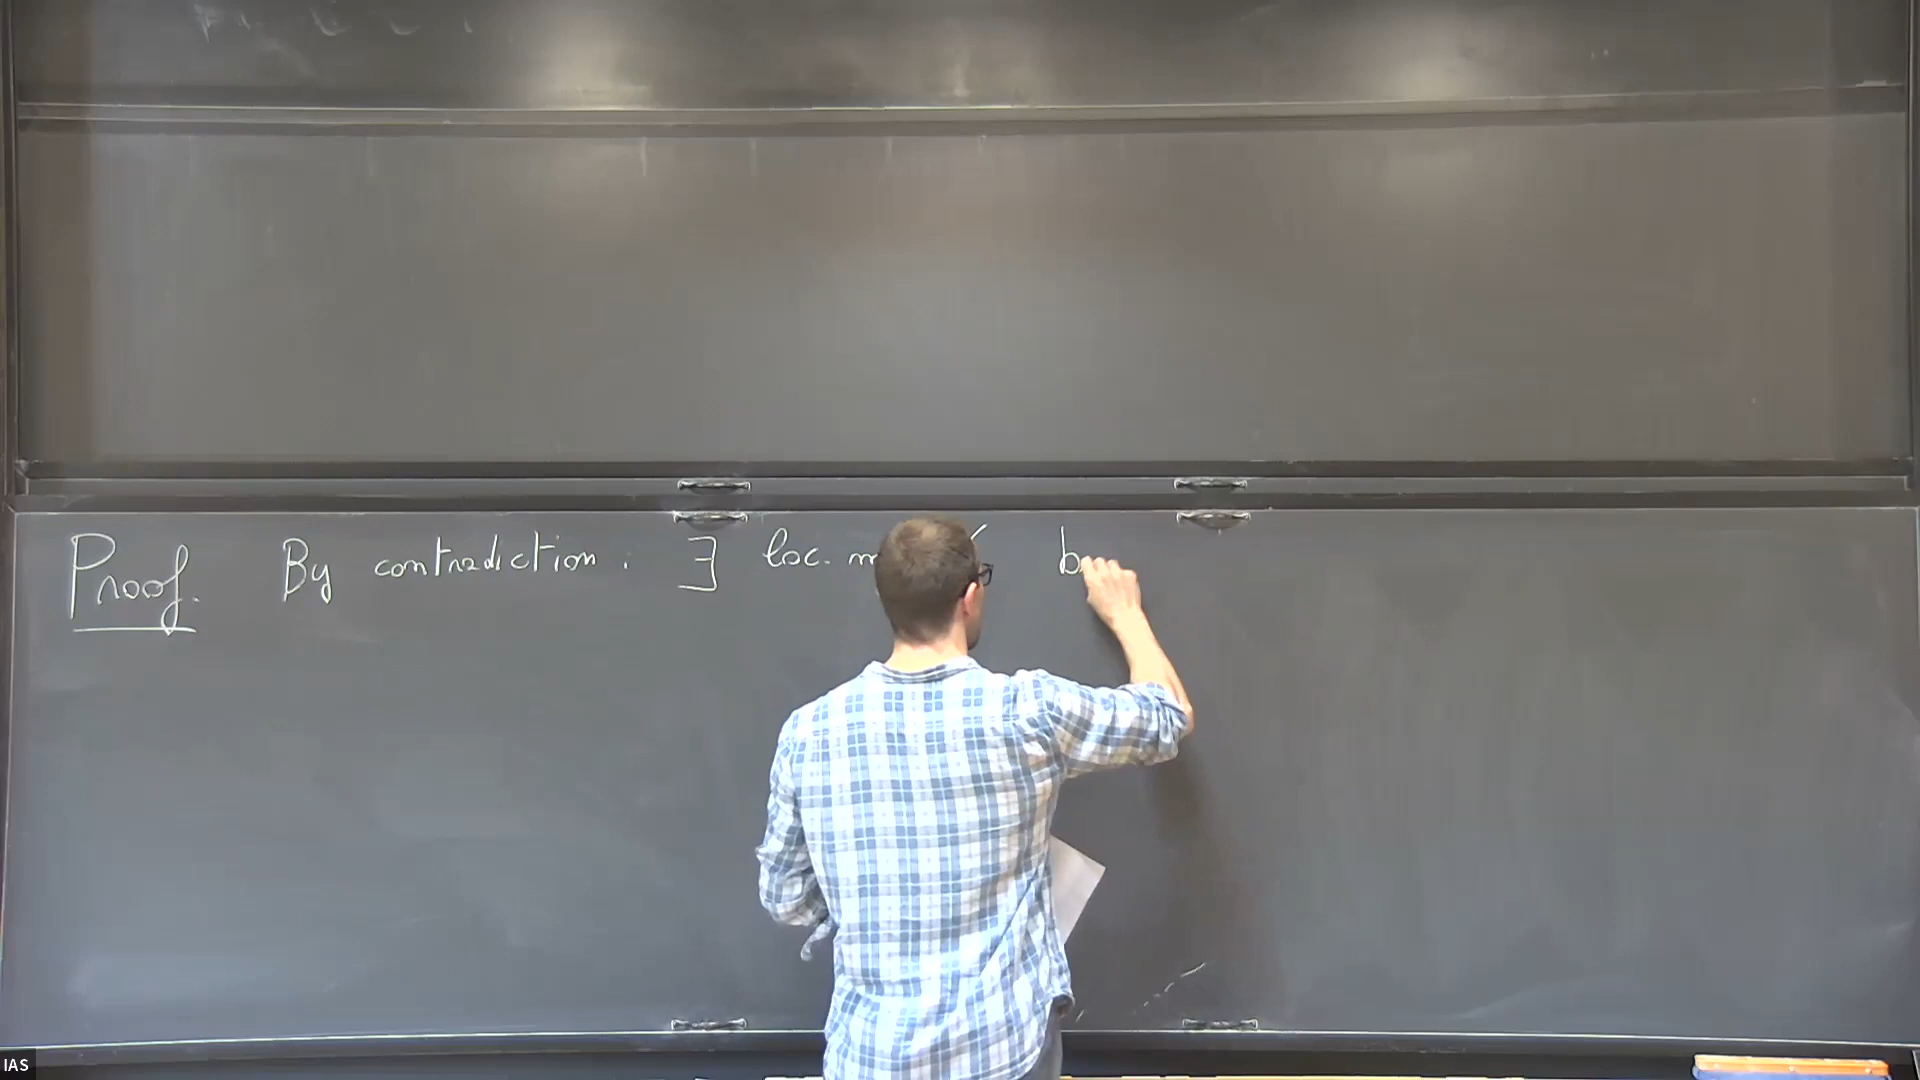 Proof. By contradiction : ∃ loc. m b
IAS